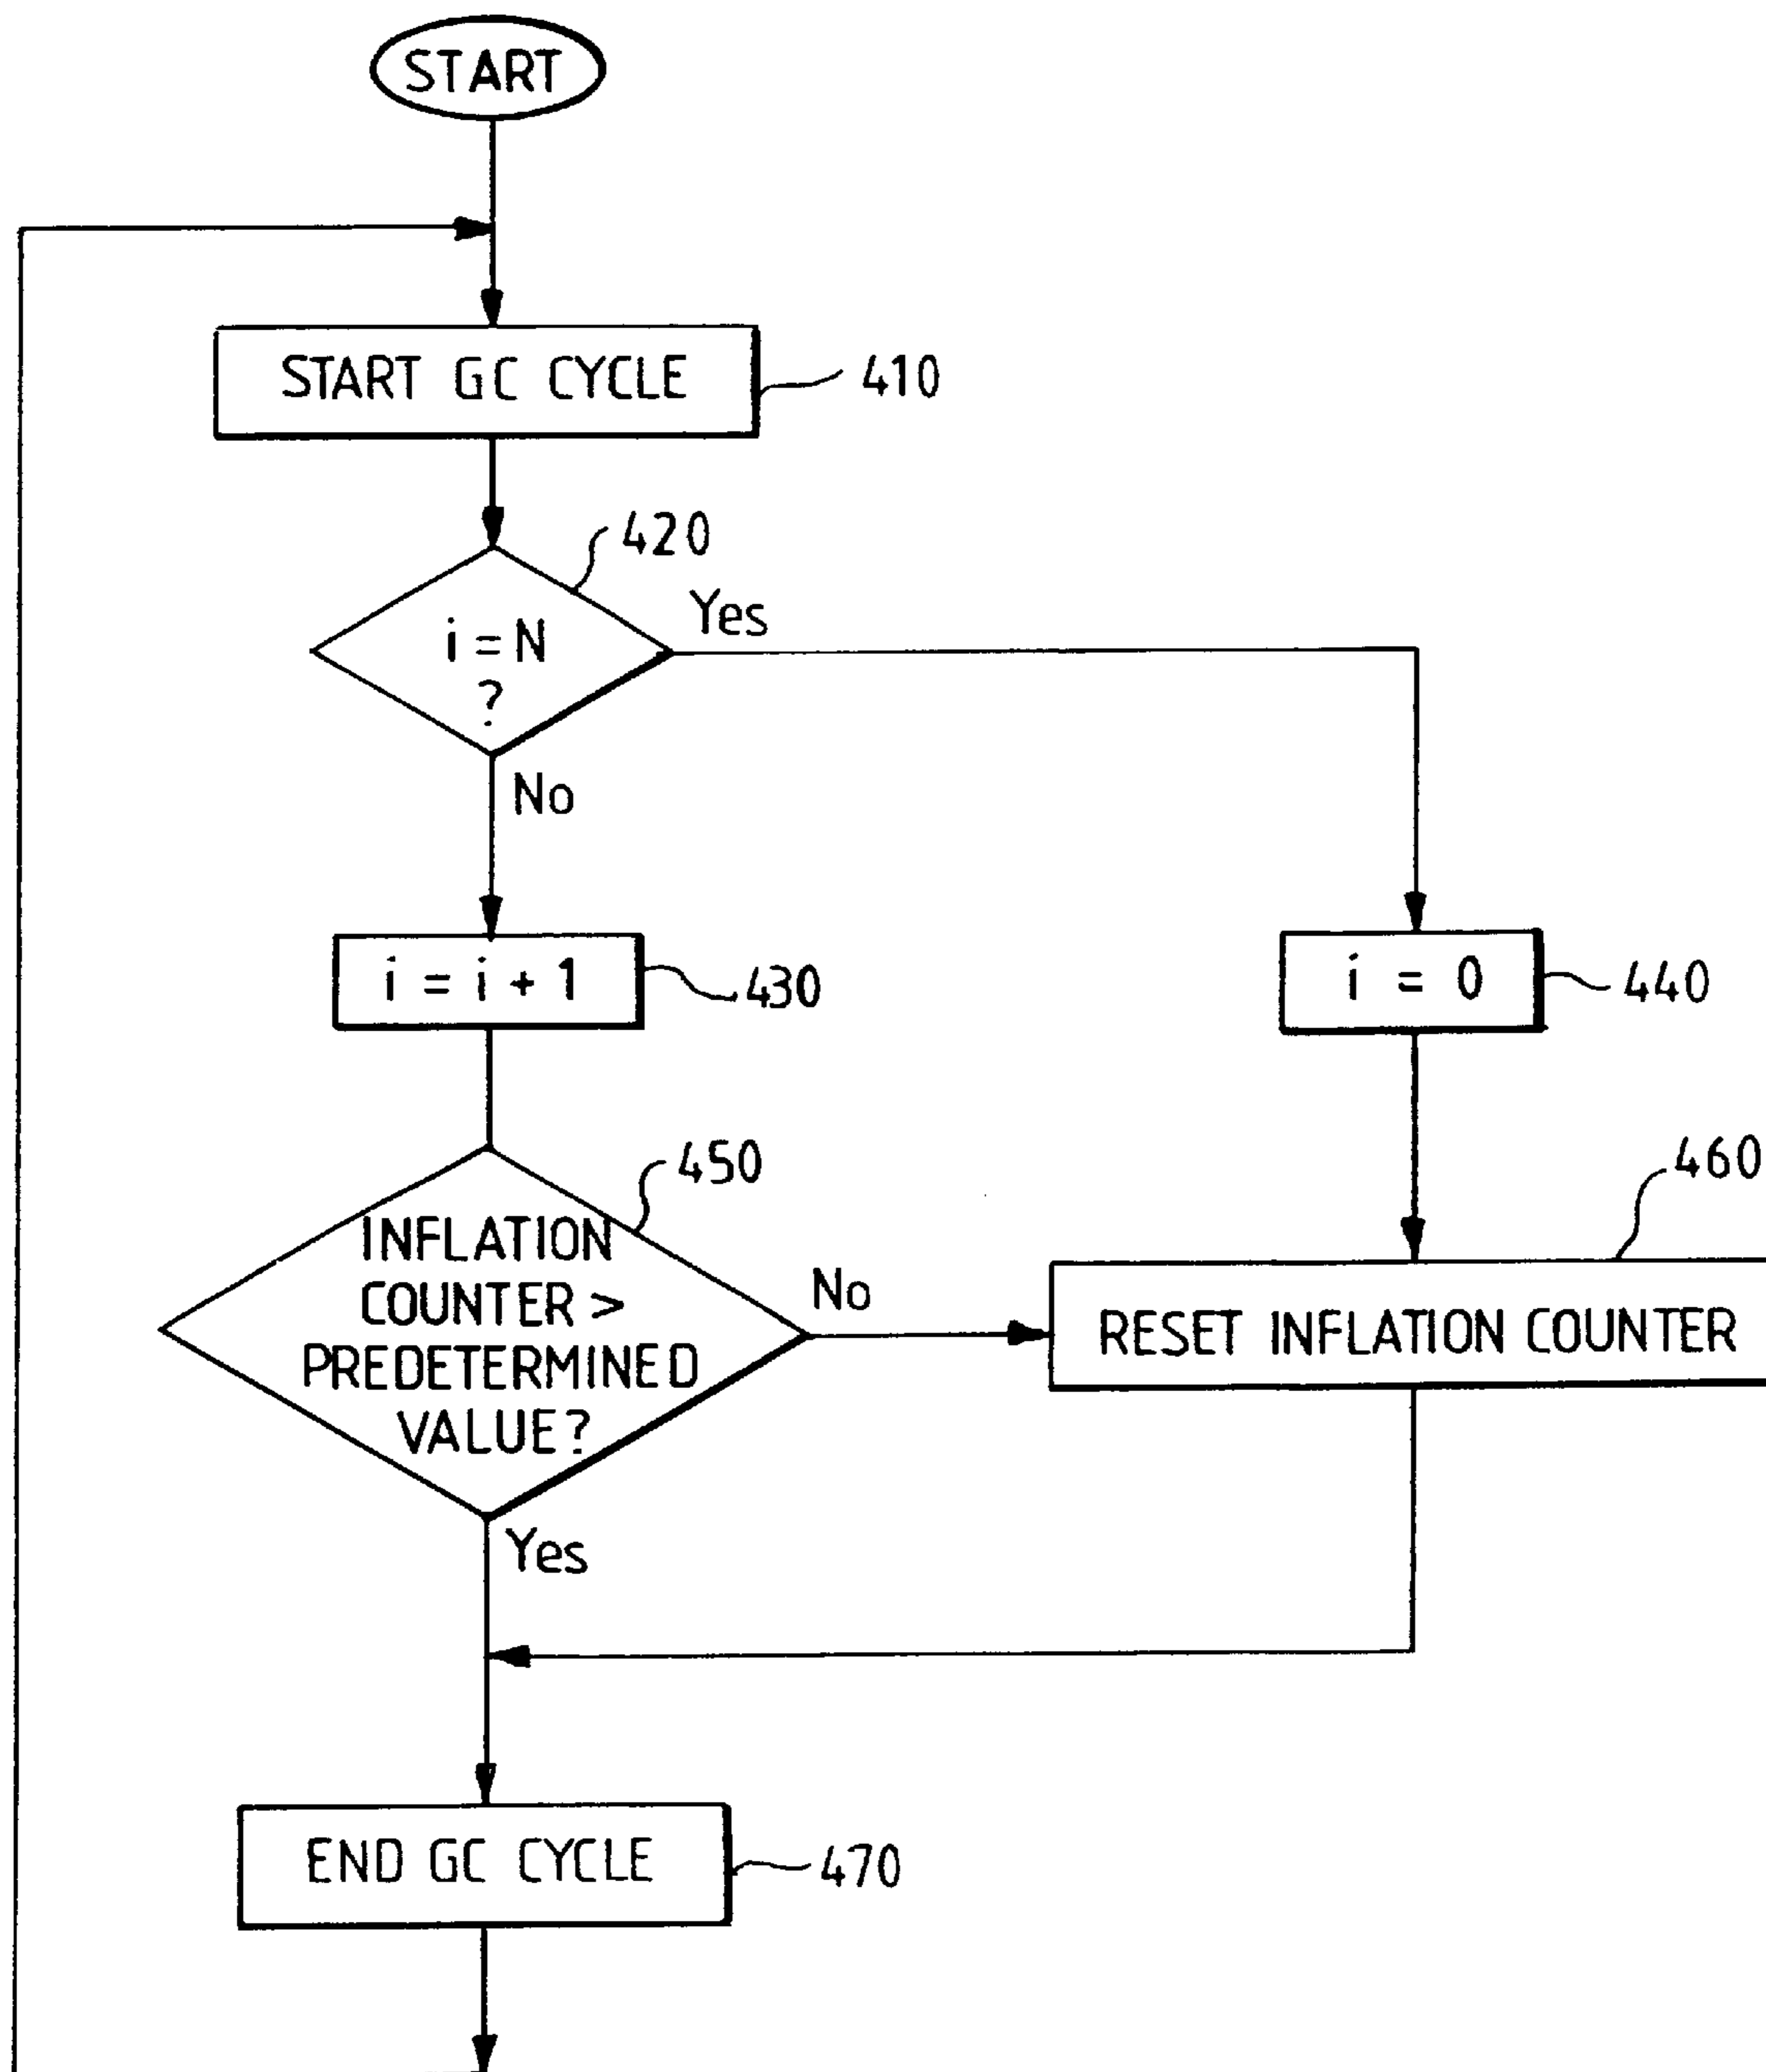 START
START GC CYCLE
410
420
i = N
?
Yes
No
i = i + 1
430
i = 0
440
450
INFLATION
COUNTER >
PREDETERMINED
VALUE?
No
460
RESET INFLATION COUNTER
Yes
END GC CYCLE
470